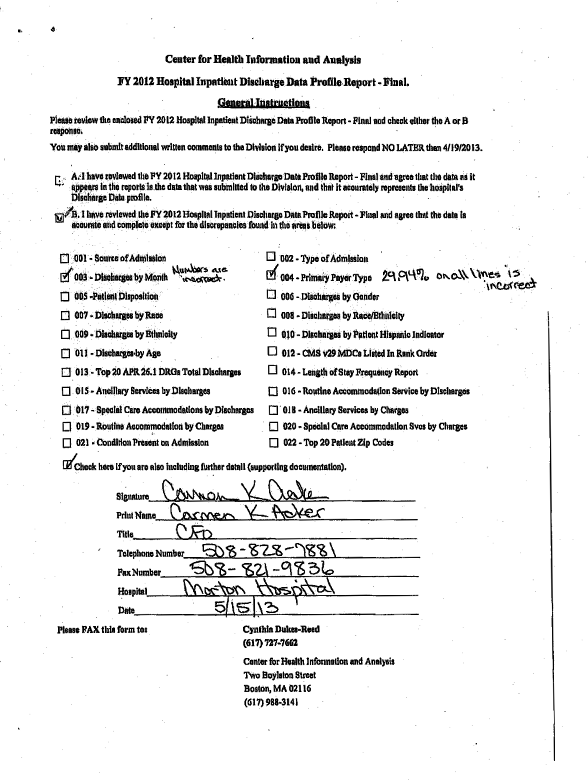 Center for Health Information and Analysis
FY 2012 Hospital Inpatient Discharge Data Profile Report - Final.
General Instructions
Please review the enclosed FY 2012 Hospital Inpatient Discharge Data Profile Report - Final and check either the A or B
response.
You may also submit additional written comments to the Division if you desire. Please respond NO LATER than 4/19/2013.
A. I have reviewed the FY 2012 Hospital Inpatient Discharge Data Profile Report - Final and agree that the data as it
appears in the reports is the data that was submitted to the Division, and that it accurately represents the hospital's
Discharge Data profile.
B. I have reviewed the FY 2012 Hospital Inpatient Discharge Data Profile Report - Final and agree that the data is
accurate and complete except for the discrepancies found in the areas below:
001 - Source of Admission
002 - Type of Admission
003 - Discharges by Month Numbers are incorrect.
004 - Primary Payer Type 29.94% on all lines is incorrect
005 -Patient Disposition
006 - Discharges by Gender
007 - Discharges by Race
008 - Discharges by Race/Ethnicity
009 - Discharges by Ethnicity
010 - Discharges by Patient Hispanic Indicator
011 - Discharges by Age
012 - CMS v29 MDCs Listed In Rank Order
013 - Top 20 APR 26.1 DRGs Total Discharges
014 - Length of Stay Frequency Report
015 - Ancillary Services by Discharges
016 - Routine Accommodation Service by Discharges
017 - Special Care Accommodations by Discharges
018 - Ancillary Services by Charges
019 - Routine Accommodation by Charges
020 - Special Care Accommodation Svcs by Charges
021 - Condition Present on Admission
022 - Top 20 Patient Zip Codes
Check here if you are also including further detail (supporting documentation).
Signature Carmen K
Print Name Carmen K Acker
Title CFO
Telephone Number 508-828-7881
Fax Number 508-821-9836
Hospital Morton Hospital
Date 5/15/13
Please FAX this form to:
Cynthia Dukes-Reed
(617) 727-7662
Center for Health Information and Analysis
Two Boylston Street
Boston, MA 02116
(617) 988-3141